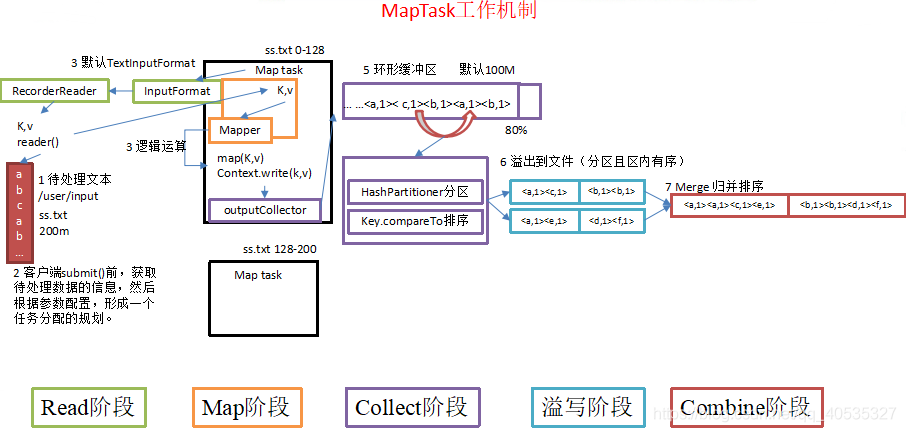 MapTask工作机制
ss.txt 0-128
3 默认TextInputFormat
Map task
5 环形缓冲区 默认100M
RecorderReader
InputFormat
K,v
... ...<a,1>< c,1><b,1><a,1><b,1>
80%
K,v
reader()
Mapper
3 逻辑运算
map(K,v)
Context.write(k,v)
outputCollector
6 溢出到文件（分区且区内有序）
HashPartitioner分区
Key.compareTo排序
<a,1><c,1>
<b,1><b,1>
<a,1><e,1>
<d,1><f,1>
7 Merge 归并排序
<a,1><a,1><c,1><e,1>
<b,1><b,1><d,1><f,1>
a
b
c
a
b
...
1 待处理文本
/user/input
ss.txt
200m
ss.txt 128-200
Map task
2 客户端submit()前，获取
待处理数据的信息，然后
根据参数配置，形成一个
任务分配的规划。
Read阶段
Map阶段
Collect阶段
溢写阶段
Combine阶段